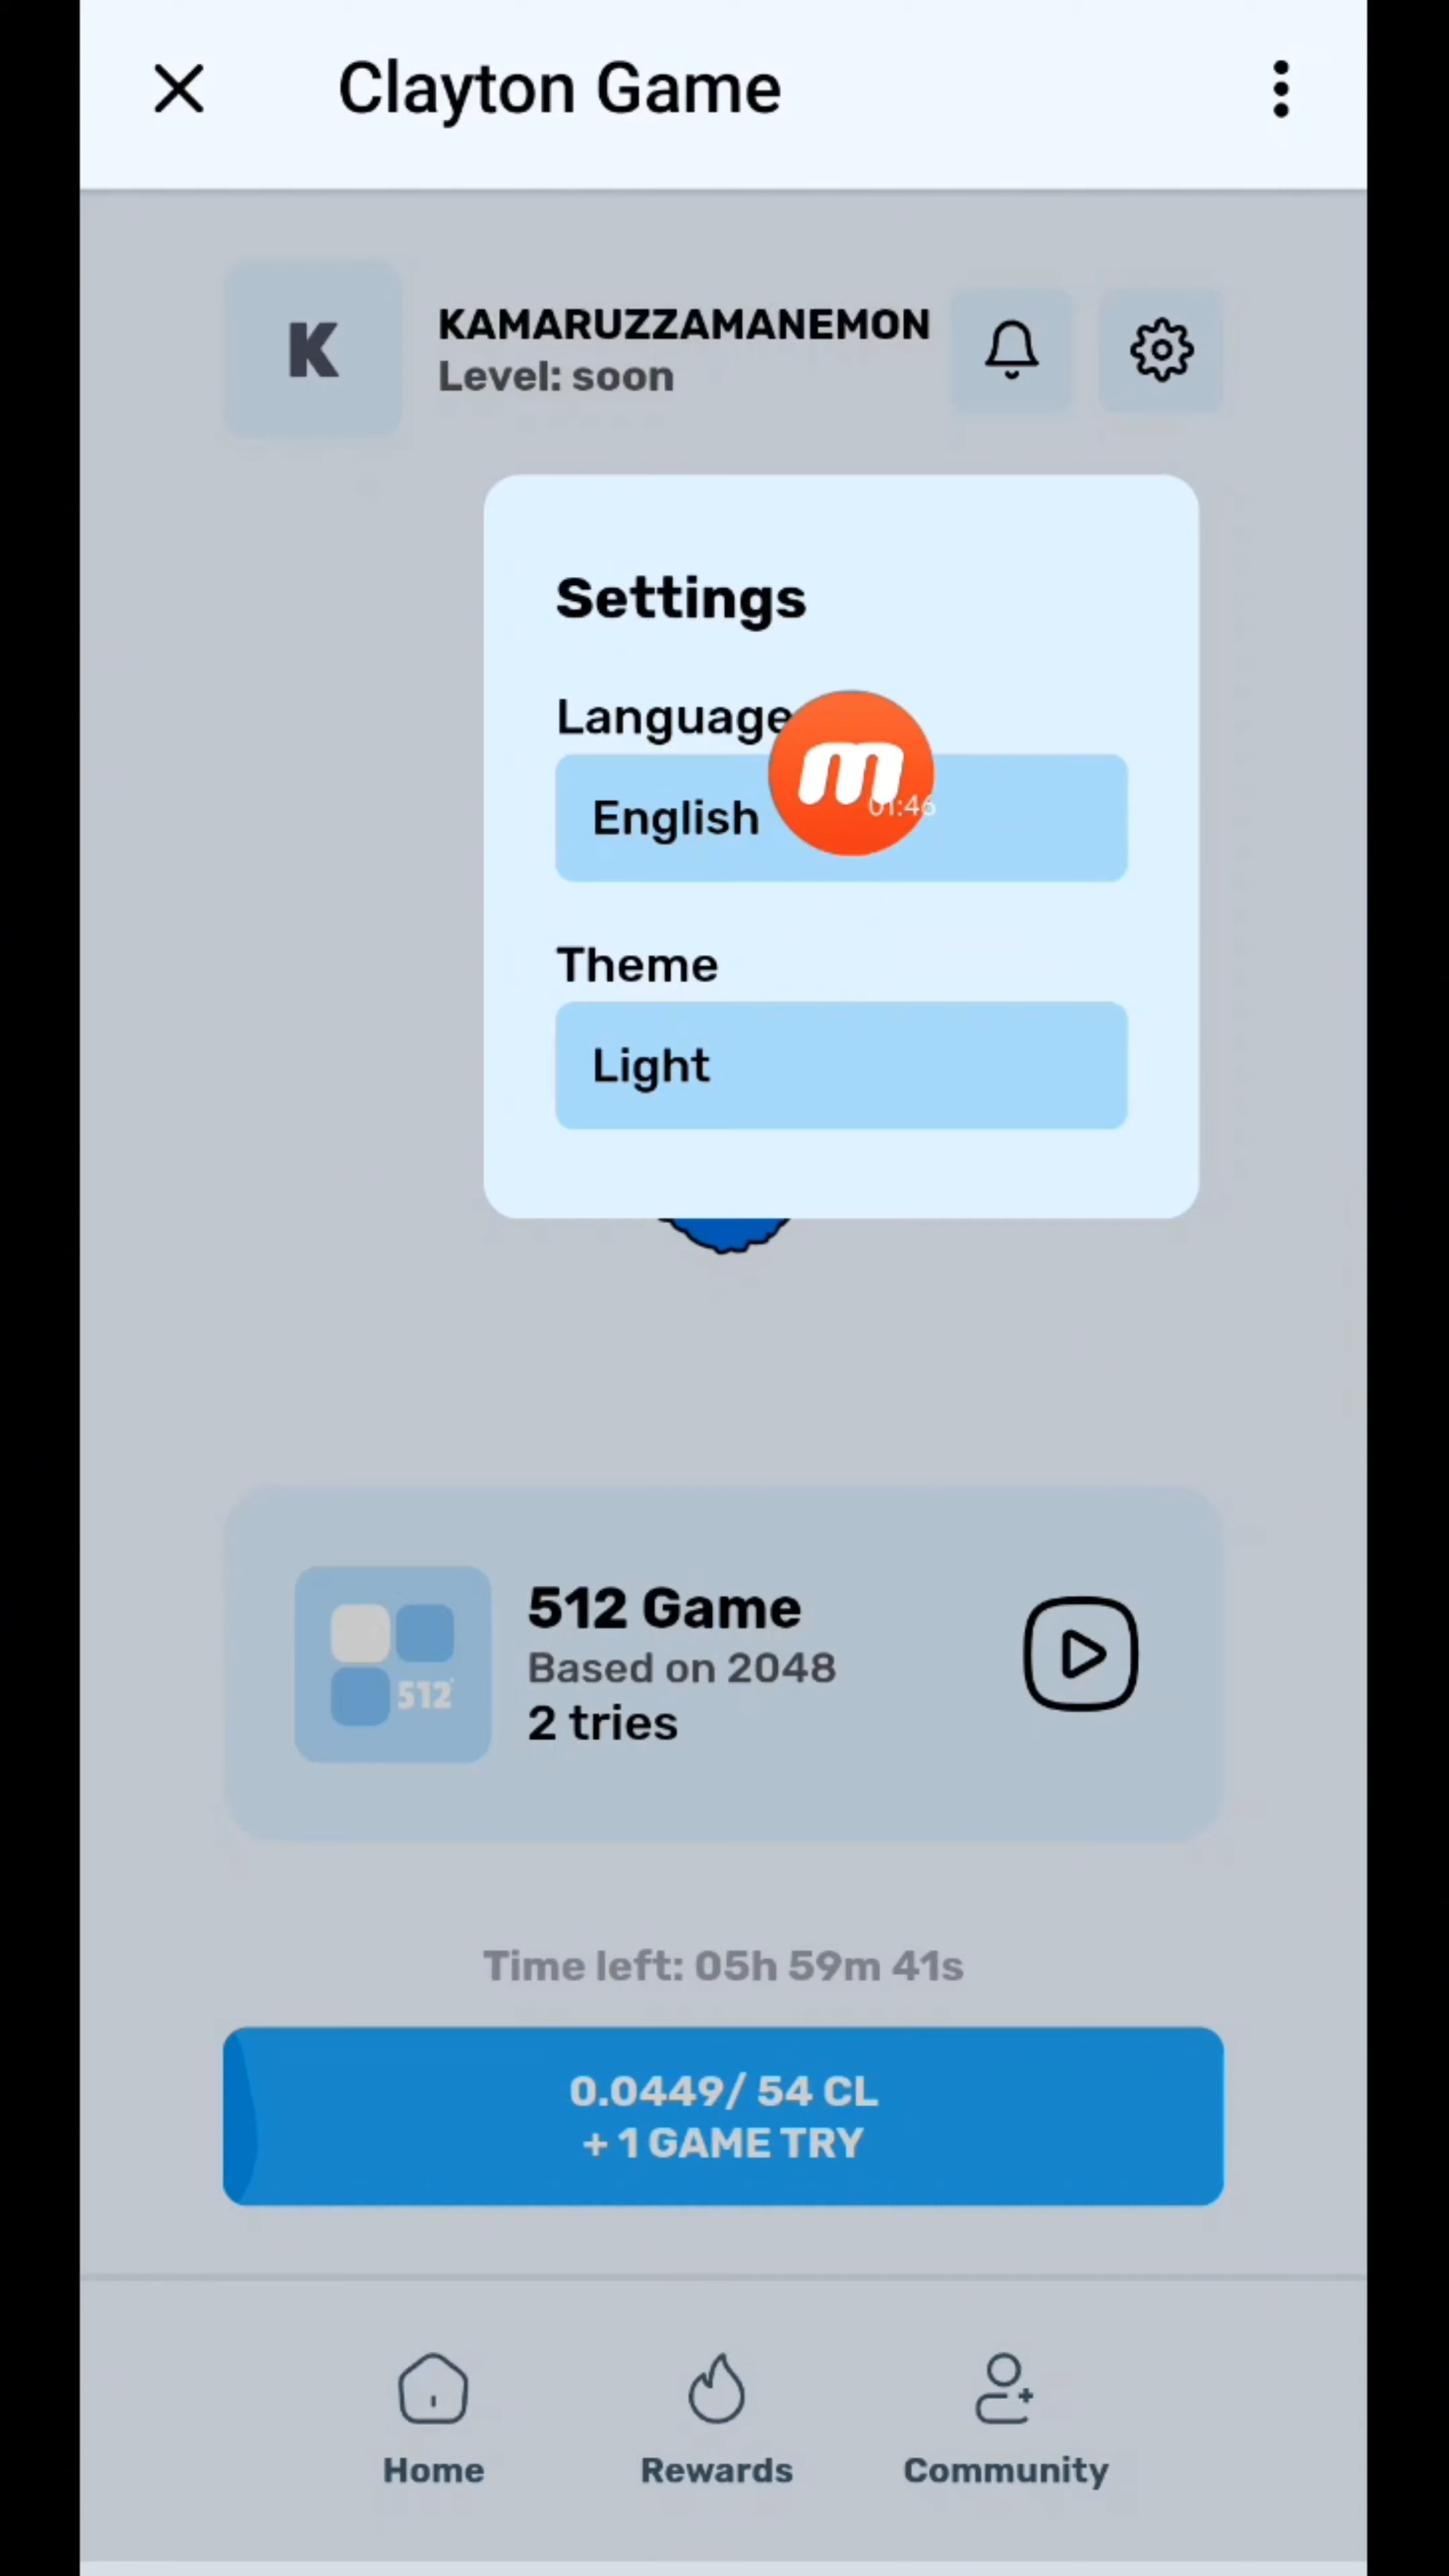 Clayton Game
K
KAMARUZZAMANEMON
Level: soon
Settings
Language
m
01:46
English
Theme
Light
512 Game
Based on 2048
512
2 tries
Time left: 05h 59m 41s
0.0449/ 54 CL
+ 1 GAME TRY
Home
Rewards
Community